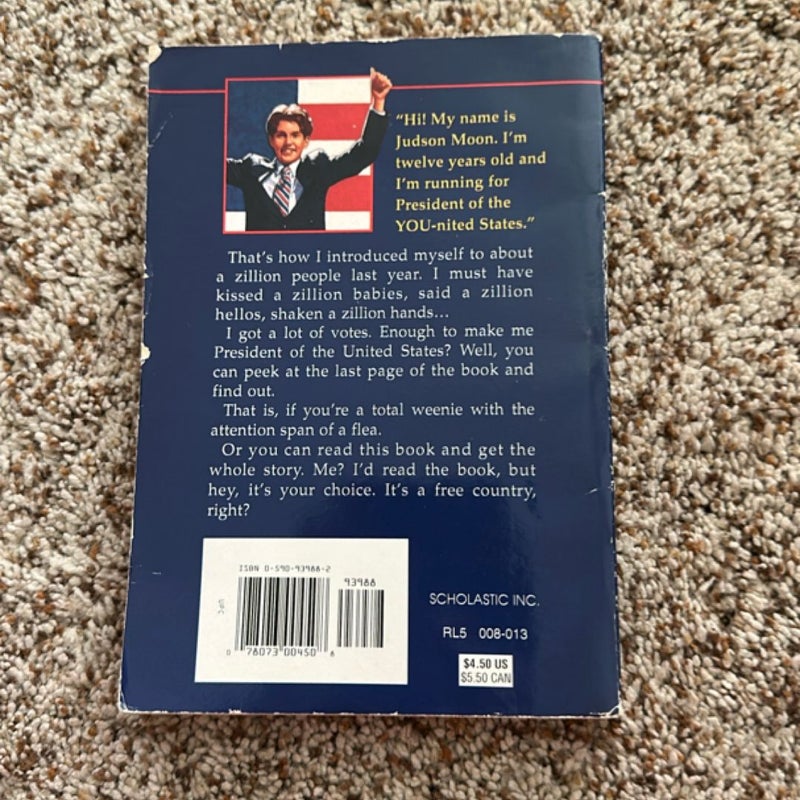 “Hi! My name is
Judson Moon. I'm
twelve years old and
I'm running for
President of the
YOU-nited States.”
That's how I introduced myself to about
a zillion people last year. I must have
kissed a zillion babies, said a zillion
hellos, shaken a zillion hands...
I got a lot of votes. Enough to make me
President of the United States? Well, you
can peek at the last page of the book and
find out.
That is, if you're a total weenie with the
attention span of a flea.
Or you can read this book and get the
whole story. Me? I'd read the book, but
hey, it's your choice. It's a free country,
right?
ISBN 0-590-93988-2
93988
UPC
0 78073 00450 8
SCHOLASTIC INC.
RL5 008-013
$4.50 US
$5.50 CAN